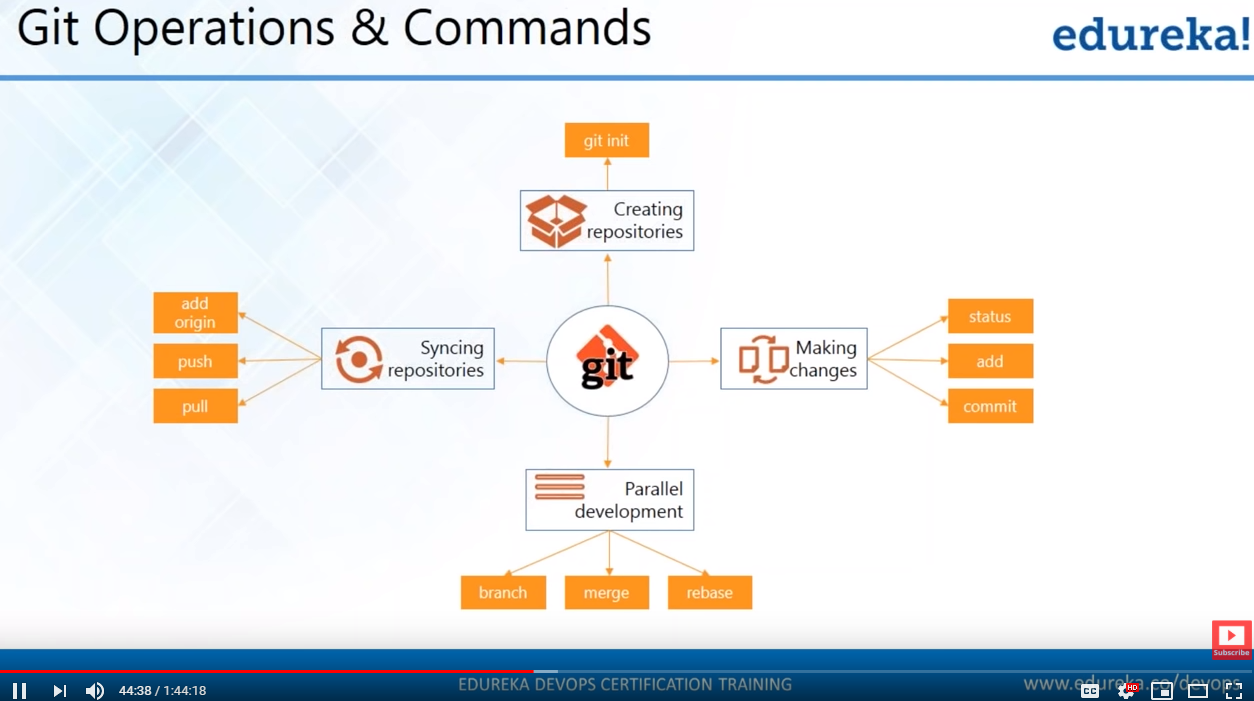 Git Operations & Commands
edureka!
git init
Creating
repositories
add
origin
push
pull
Syncing
repositories
git
Making
changes
status
add
commit
Parallel
development
branch
merge
rebase
Subscribe
EDUREKA DEVOPS CERTIFICATION TRAINING
www.edureka.co/devops
44:38 / 1:44:18
CC
HD